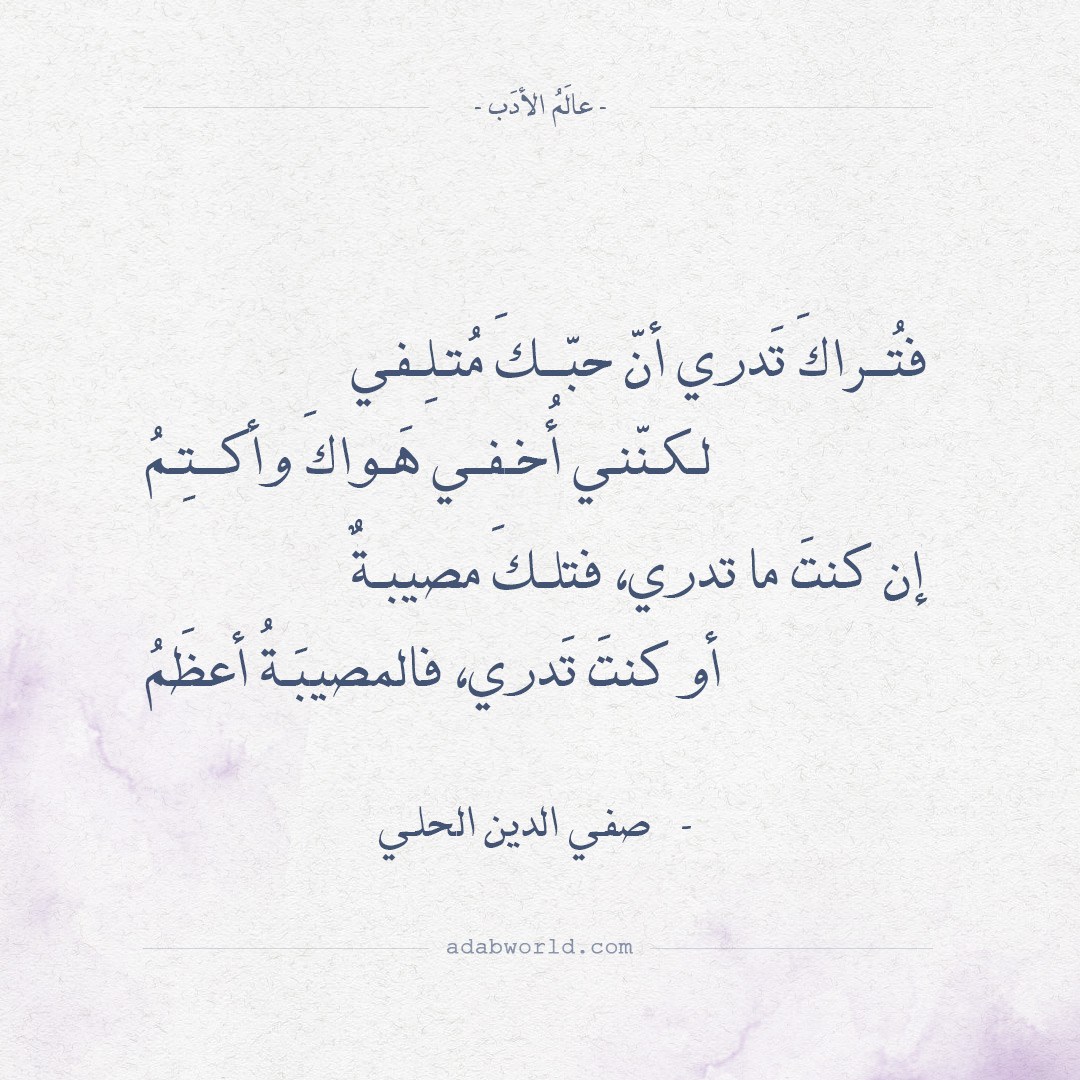 - عالَمُ الأدَب -
فتُراكَ تَدري أنّ حبّكَ مُتلِفي
لكنّني أُخفي هَواكَ وأكتِمُ
إن كنتَ ما تدري، فتلكَ مصيبةٌ
أو كنتَ تَدري، فالمصيبَةُ أعظَمُ
- صفي الدين الحلي
adabworld.com